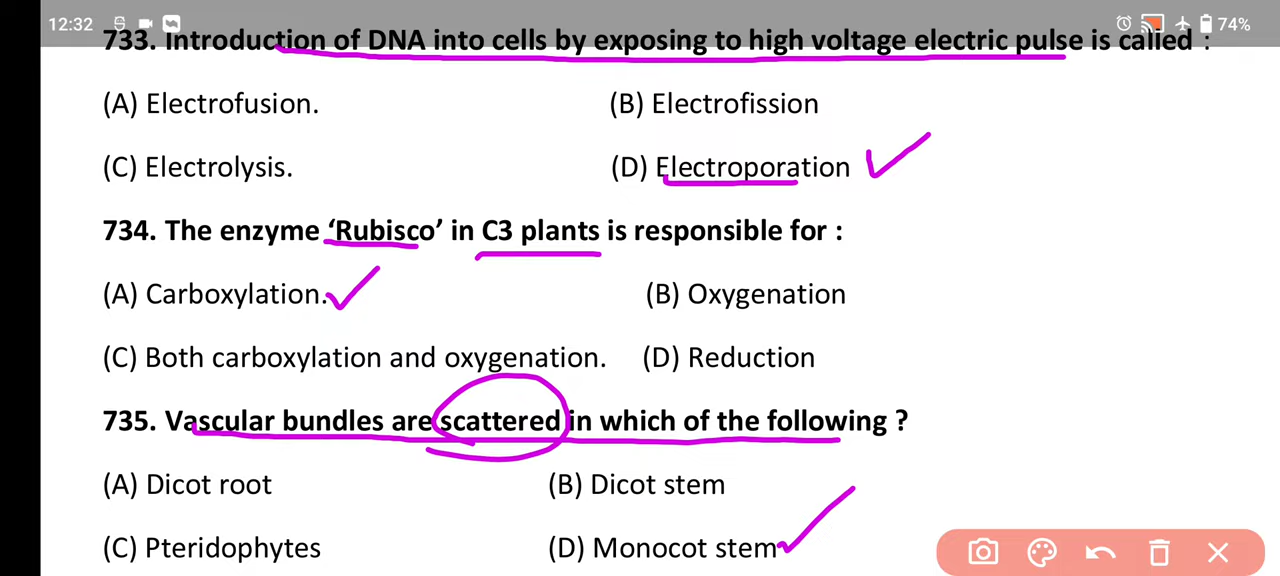 12:32
74%
733. Introduction of DNA into cells by exposing to high voltage electric pulse is called :
(A) Electrofusion. (B) Electrofission
(C) Electrolysis. (D) Electroporation
734. The enzyme ‘Rubisco’ in C3 plants is responsible for :
(A) Carboxylation. (B) Oxygenation
(C) Both carboxylation and oxygenation. (D) Reduction
735. Vascular bundles are scattered in which of the following ?
(A) Dicot root (B) Dicot stem
(C) Pteridophytes (D) Monocot stem